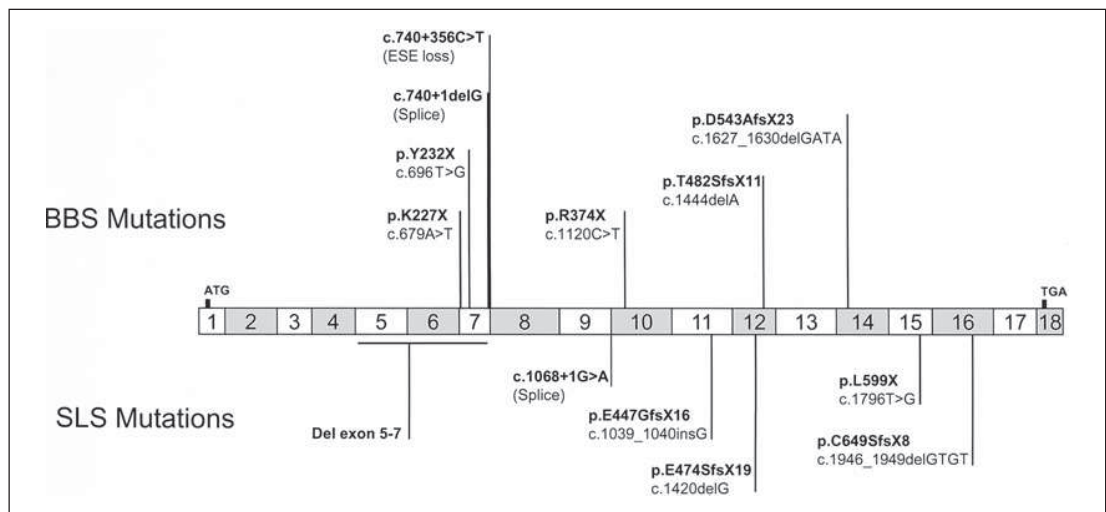 c.740+356C>T
(ESE loss)
c.740+1delG
(Splice)
p.D543AfsX23
c.1627_1630delGATA
p.Y232X
c.696T>G
p.T482SfsX11
c.1444delA
BBS Mutations
p.K227X
c.679A>T
p.R374X
c.1120C>T
ATG
TGA
1 2 3 4 5 6 7 8 9 10 11 12 13 14 15 16 17 18
c.1068+1G>A
(Splice)
p.L599X
c.1796T>G
SLS Mutations
Del exon 5-7
p.E447GfsX16
c.1039_1040insG
p.C649SfsX8
c.1946_1949delGTGT
p.E474SfsX19
c.1420delG